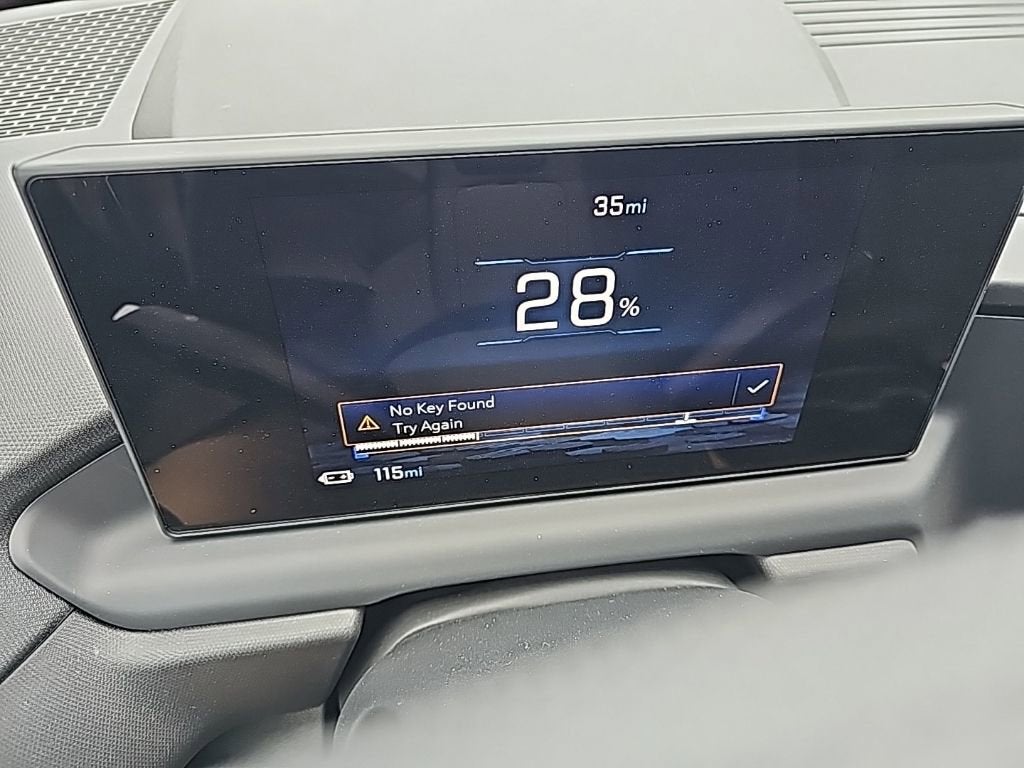 35mi
28%
No Key Found
Try Again
115mi